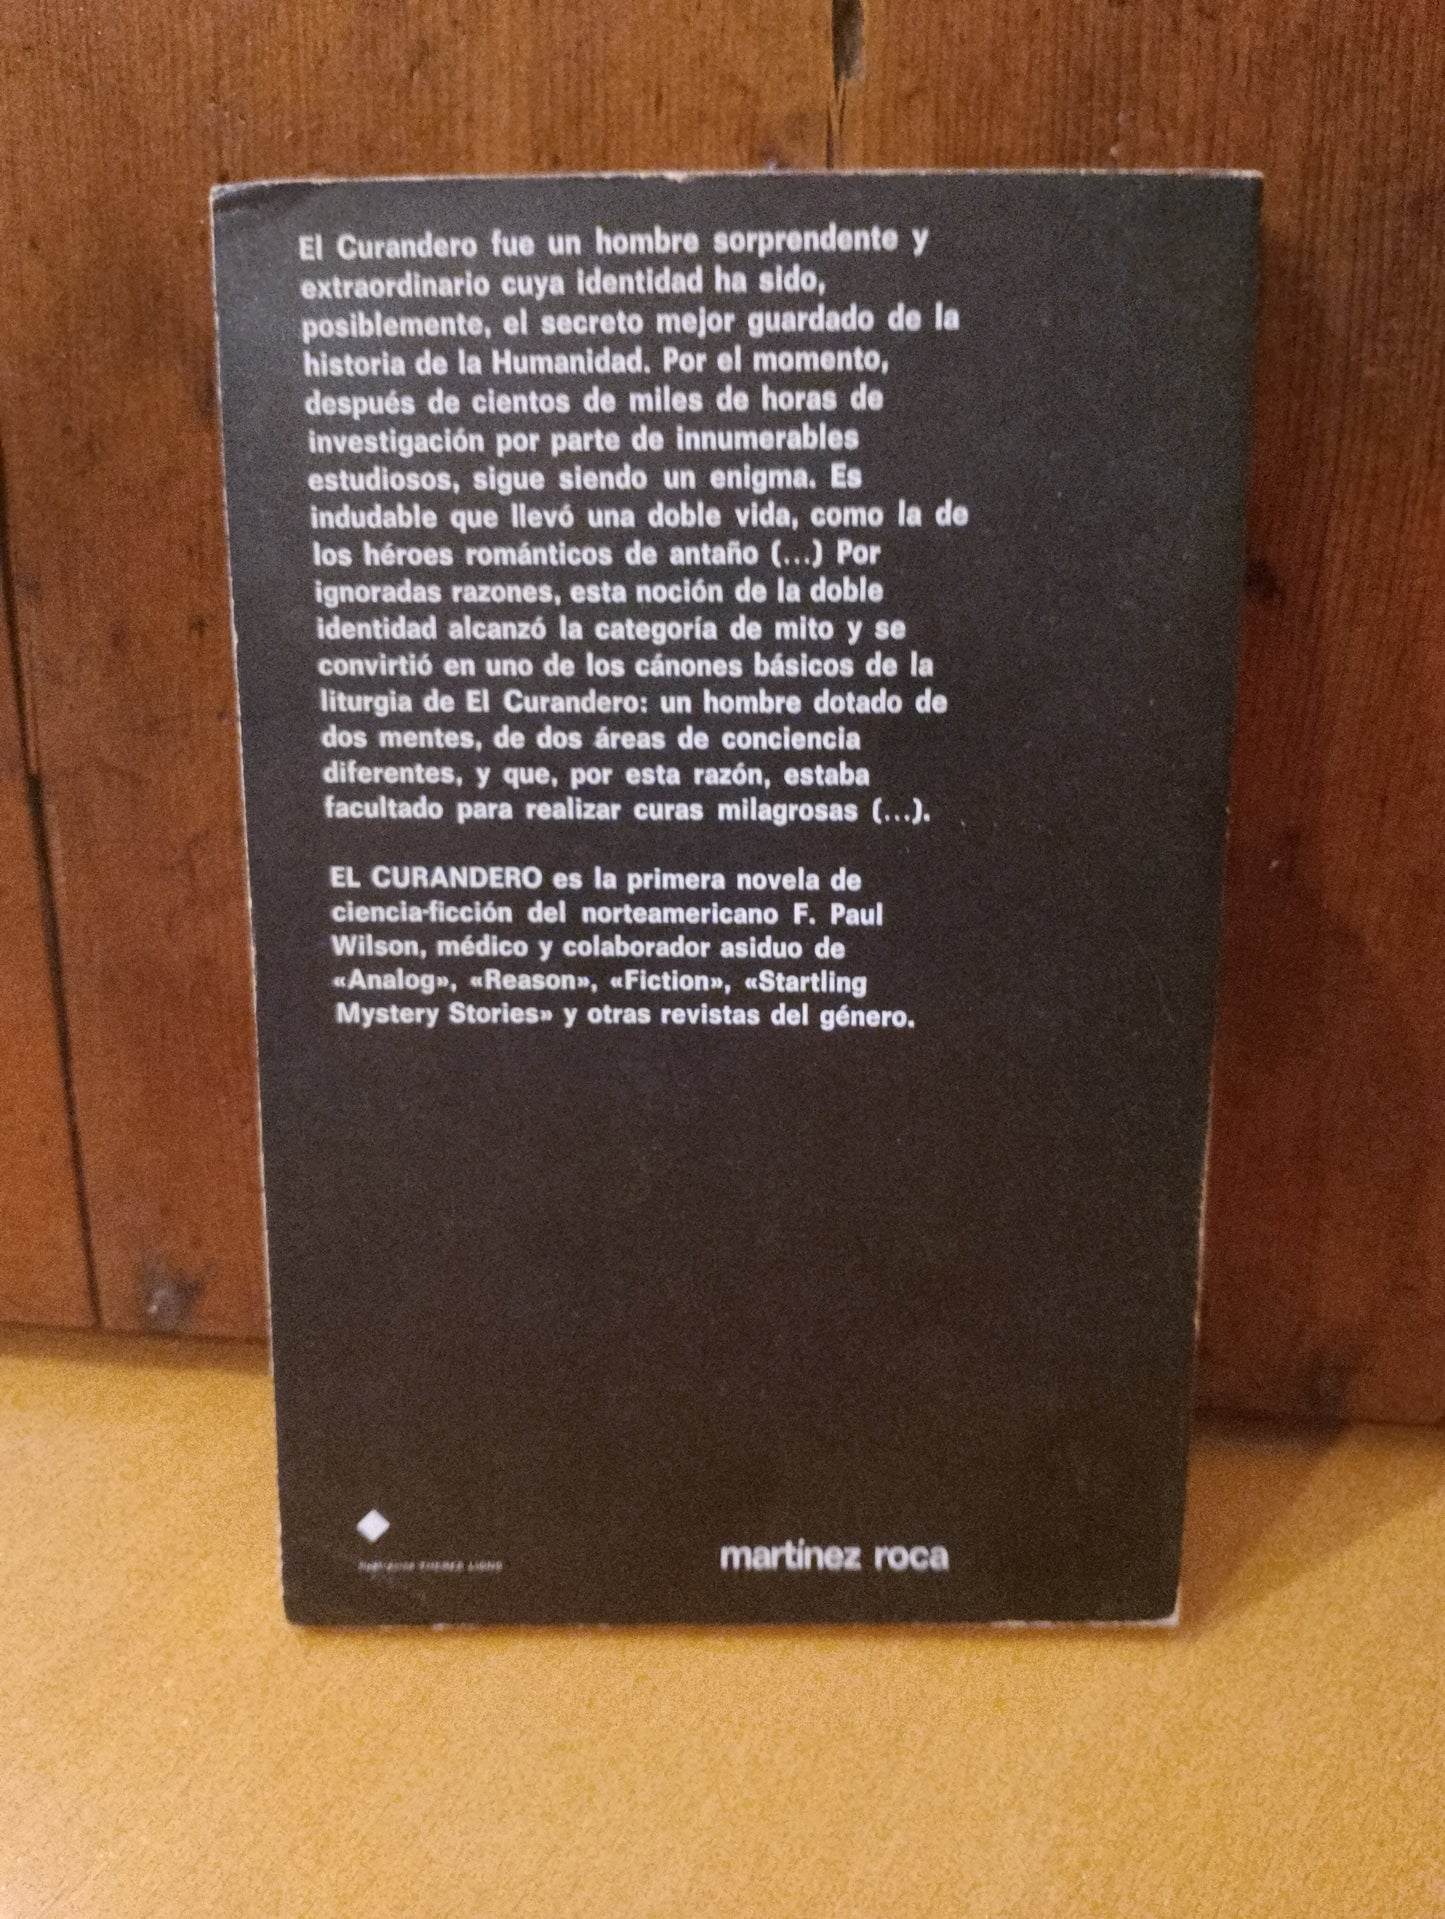 El Curandero fue un hombre sorprendente y
extraordinario cuya identidad ha sido,
posiblemente, el secreto mejor guardado de la
historia de la Humanidad. Por el momento,
después de cientos de miles de horas de
investigación por parte de innumerables
estudiosos, sigue siendo un enigma. Es
indudable que llevó una doble vida, como la de
los héroes románticos de antaño (...) Por
ignoradas razones, esta noción de la doble
identidad alcanzó la categoría de mito y se
convirtió en uno de los cánones básicos de la
liturgia de El Curandero: un hombre dotado de
dos mentes, de dos áreas de conciencia
diferentes, y que, por esta razón, estaba
facultado para realizar curas milagrosas (...).
EL CURANDERO es la primera novela de
ciencia-ficción del norteamericano F. Paul
Wilson, médico y colaborador asiduo de
«Analog», «Reason», «Fiction», «Startling
Mystery Stories» y otras revistas del género.
martínez roca